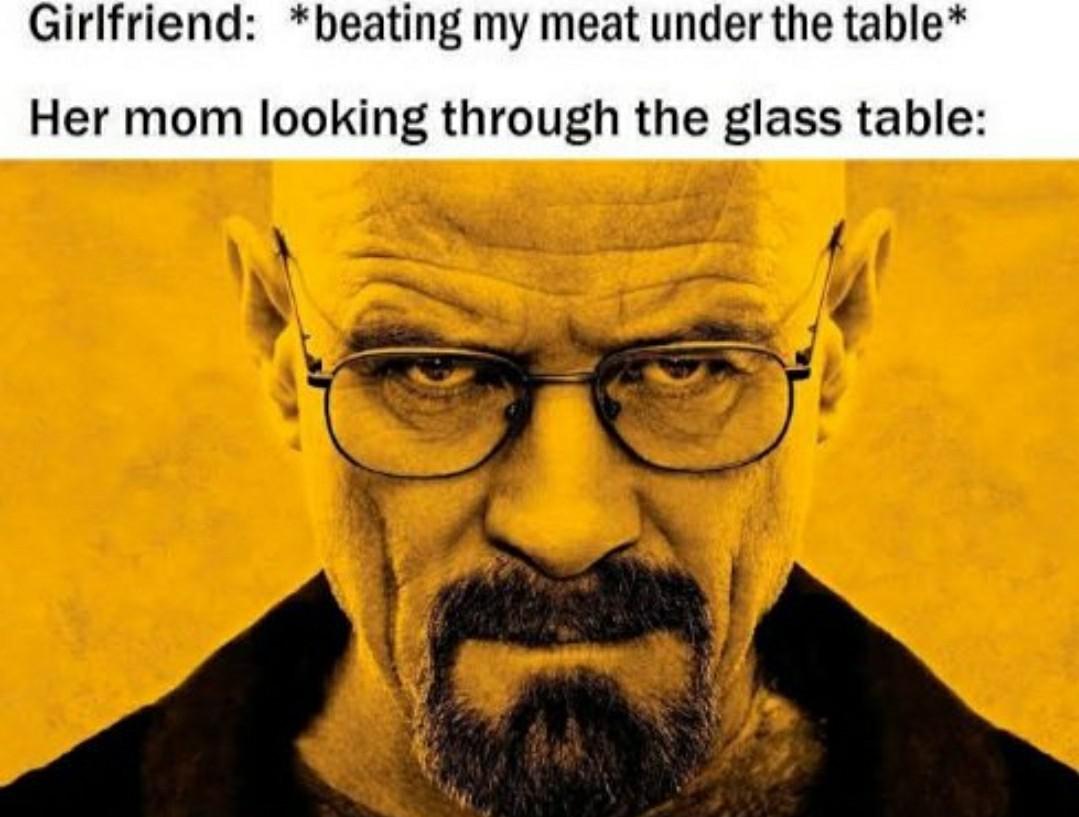 Girlfriend: *beating my meat under the table*
Her mom looking through the glass table: